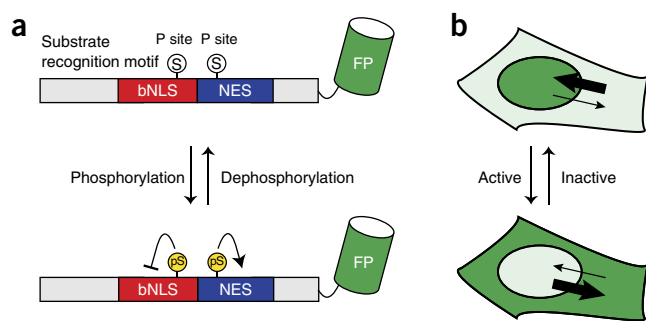 a
b
Substrate
recognition motif
P site P site
S S
FP
bNLS NES
Phosphorylation Dephosphorylation
Active Inactive
pS pS
FP
bNLS NES